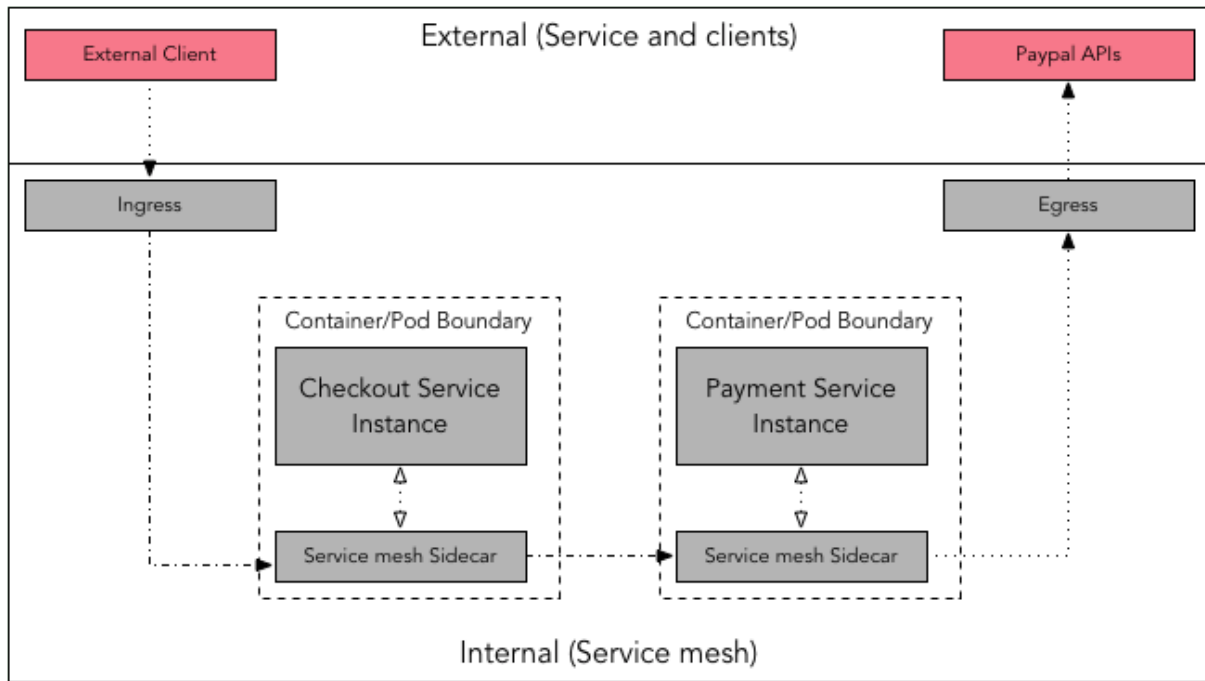 External (Service and clients)
External Client
Paypal APIs
Ingress
Egress
Container/Pod Boundary
Checkout Service
Instance
Service mesh Sidecar
Container/Pod Boundary
Payment Service
Instance
Service mesh Sidecar
Internal (Service mesh)